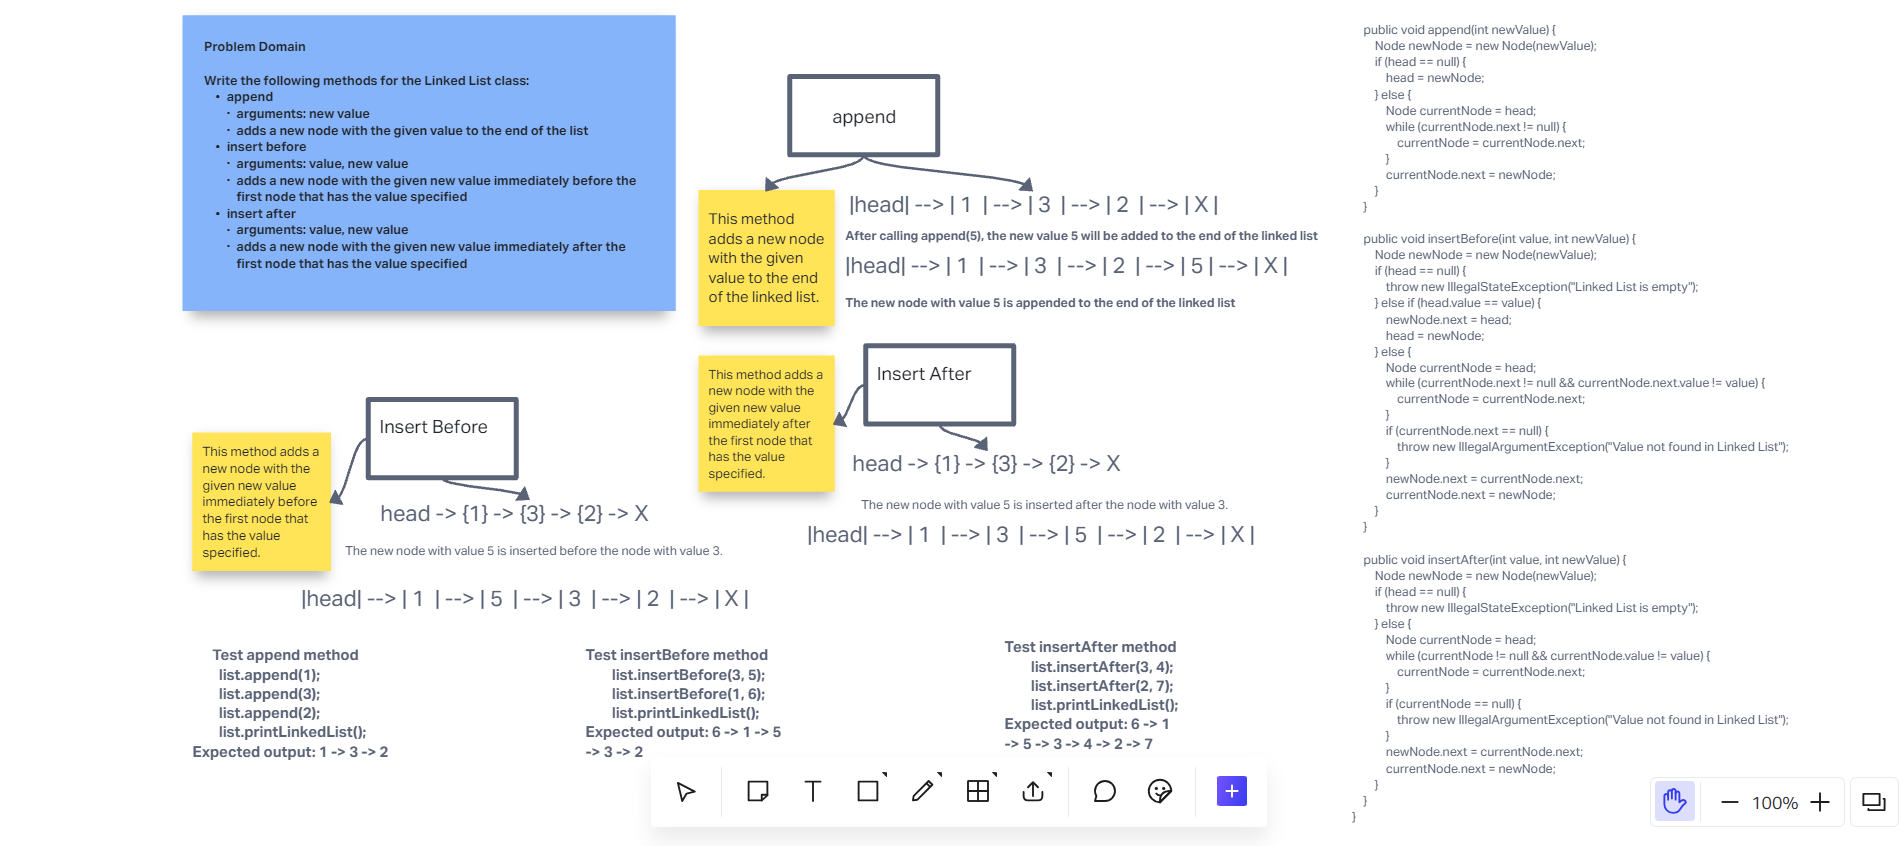 Problem Domain
Write the following methods for the Linked List class:
• append
• arguments: new value
• adds a new node with the given value to the end of the list
• insert before
• arguments: value, new value
• adds a new node with the given new value immediately before the
first node that has the value specified
• insert after
• arguments: value, new value
• adds a new node with the given new value immediately after the
first node that has the value specified
append
This method
adds a new node
with the given
value to the end
of the linked list.
|head| --> | 1 | --> | 3 | --> | 2 | --> | X |
After calling append(5), the new value 5 will be added to the end of the linked list
|head| --> | 1 | --> | 3 | --> | 2 | --> | 5 | --> | X |
The new node with value 5 is appended to the end of the linked list
Insert Before
This method adds a
new node with the
given new value
immediately before
the first node that
has the value
specified.
head -> {1} -> {3} -> {2} -> X
The new node with value 5 is inserted before the node with value 3.
|head| --> | 1 | --> | 5 | --> | 3 | --> | 2 | --> | X |
Insert After
This method adds a
new node with the
given new value
immediately after
the first node that
has the value
specified.
head -> {1} -> {3} -> {2} -> X
The new node with value 5 is inserted after the node with value 3.
|head| --> | 1 | --> | 3 | --> | 5 | --> | 2 | --> | X |
Test append method
list.append(1);
list.append(3);
list.append(2);
list.printLinkedList();
Expected output: 1 -> 3 -> 2
Test insertBefore method
list.insertBefore(3, 5);
list.insertBefore(1, 6);
list.printLinkedList();
Expected output: 6 -> 1 -> 5
-> 3 -> 2
Test insertAfter method
list.insertAfter(3, 4);
list.insertAfter(2, 7);
list.printLinkedList();
Expected output: 6 -> 1
-> 5 -> 3 -> 4 -> 2 -> 7
public void append(int newValue) {
Node newNode = new Node(newValue);
if (head == null) {
head = newNode;
} else {
Node currentNode = head;
while (currentNode.next != null) {
currentNode = currentNode.next;
}
currentNode.next = newNode;
}
}
public void insertBefore(int value, int newValue) {
Node newNode = new Node(newValue);
if (head == null) {
throw new IllegalStateException("Linked List is empty");
} else if (head.value == value) {
newNode.next = head;
head = newNode;
} else {
Node currentNode = head;
while (currentNode.next != null && currentNode.next.value != value) {
currentNode = currentNode.next;
}
if (currentNode.next == null) {
throw new IllegalArgumentException("Value not found in Linked List");
}
newNode.next = currentNode.next;
currentNode.next = newNode;
}
}
public void insertAfter(int value, int newValue) {
Node newNode = new Node(newValue);
if (head == null) {
throw new IllegalStateException("Linked List is empty");
} else {
Node currentNode = head;
while (currentNode != null && currentNode.value != value) {
currentNode = currentNode.next;
}
if (currentNode == null) {
throw new IllegalArgumentException("Value not found in Linked List");
}
newNode.next = currentNode.next;
currentNode.next = newNode;
}
}
}
100%